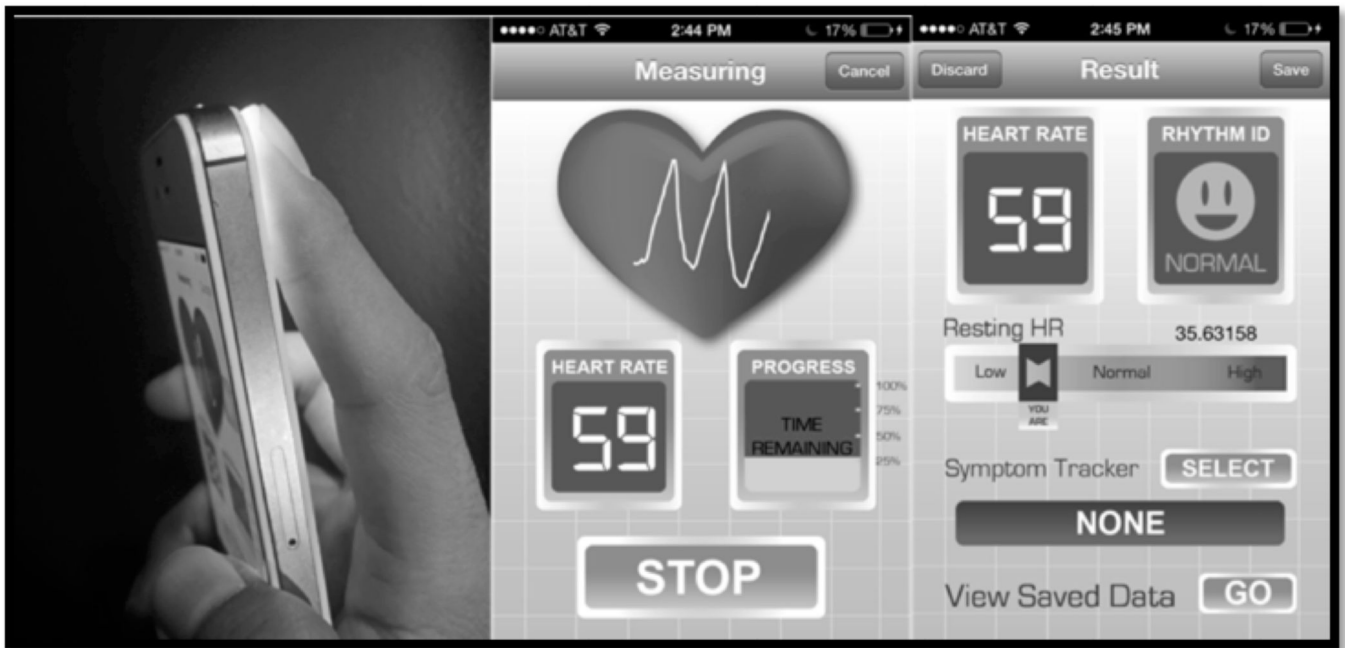 AT&T 2:44 PM 17%
Measuring Cancel
HEART RATE
59
PROGRESS
TIME
REMAINING
100%
75%
50%
25%
STOP
AT&T 2:45 PM 17%
Discard Result Save
HEART RATE
59
RHYTHM ID
NORMAL
Resting HR 35.63158
Low Normal High
YOU
ARE
Symptom Tracker SELECT
NONE
View Saved Data GO